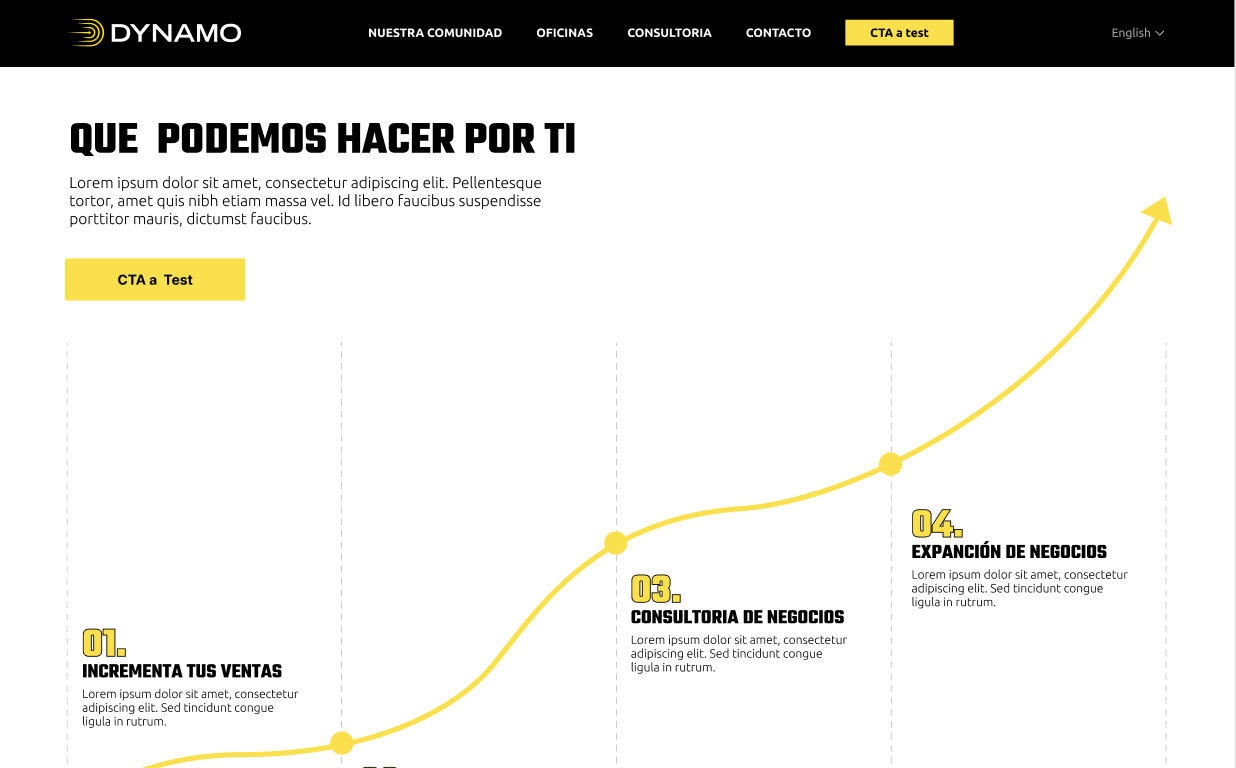 DYNAMO
NUESTRA COMUNIDAD
OFICINAS
CONSULTORIA
CONTACTO
CTA a test
English
QUE PODEMOS HACER POR TI
Lorem ipsum dolor sit amet, consectetur adipiscing elit. Pellentesque
tortor, amet quis nibh etiam massa vel. Id libero faucibus suspendisse
porttitor mauris, dictumst faucibus.
CTA a Test
01.
INCREMENTA TUS VENTAS
Lorem ipsum dolor sit amet, consectetur
adipiscing elit. Sed tincidunt congue
ligula in rutrum.
03.
CONSULTORIA DE NEGOCIOS
Lorem ipsum dolor sit amet, consectetur
adipiscing elit. Sed tincidunt congue
ligula in rutrum.
04.
EXPANCIÓN DE NEGOCIOS
Lorem ipsum dolor sit amet, consectetur
adipiscing elit. Sed tincidunt congue
ligula in rutrum.